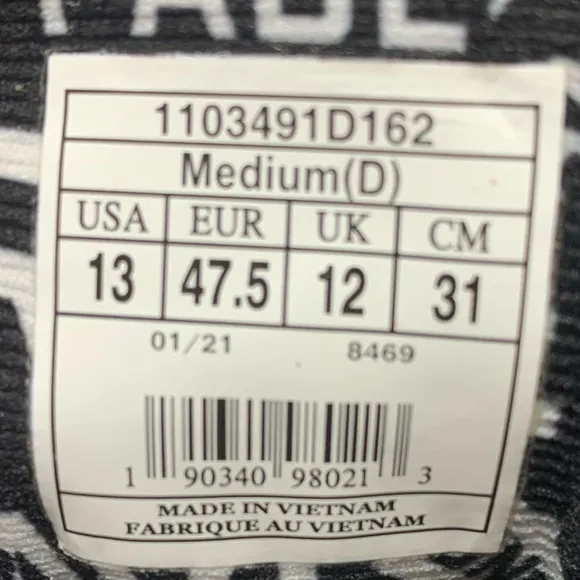 1103491D162
Medium(D)
USA EUR UK CM
13 47.5 12 31
01/21 8469
1 90340 98021 3
MADE IN VIETNAM
FABRIQUE AU VIETNAM